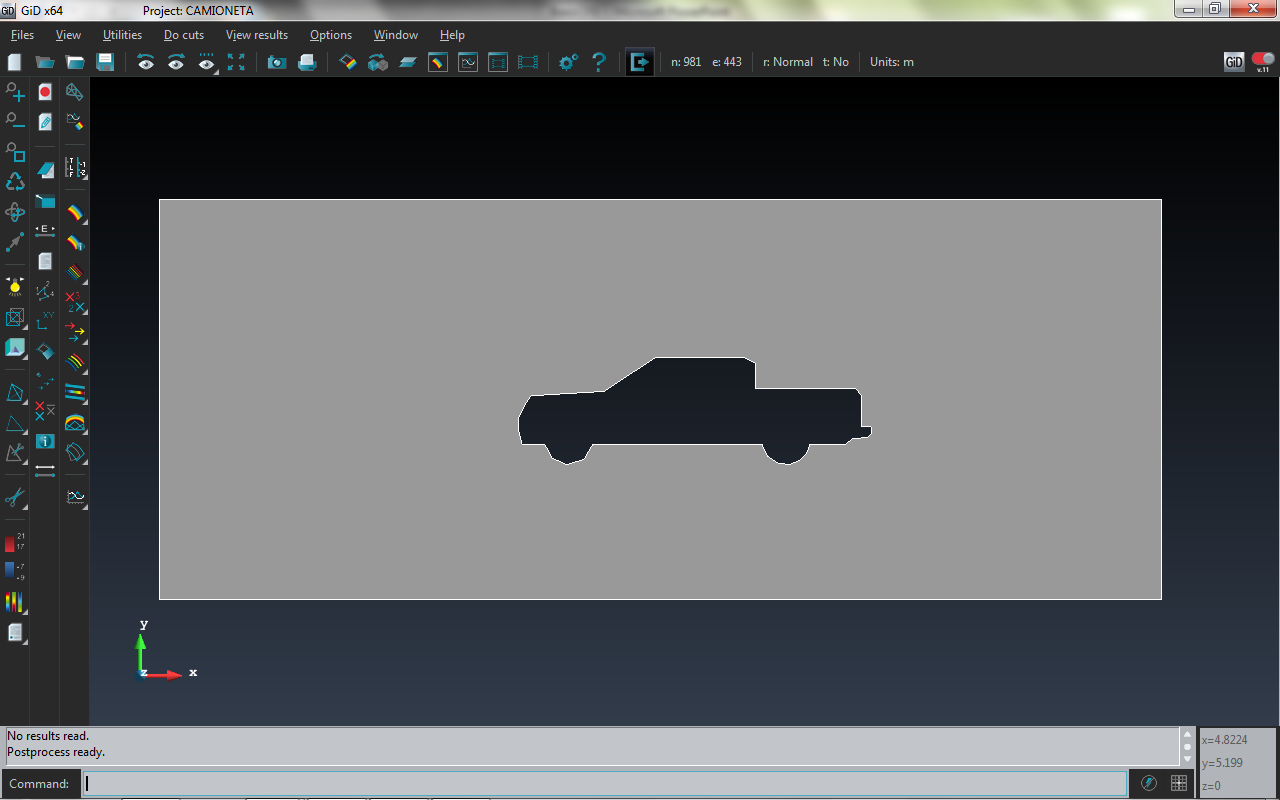 GiD GiD x64 Project: CAMIONETA
Files View Utilities Do cuts View results Options Window Help
n: 981 e: 443 r: Normal t: No Units: m GiD v.11
No results read.
Postprocess ready.
Command:
y
z x
x=4.8224
y=5.199
z=0
E
XY
21
17
-7
-9